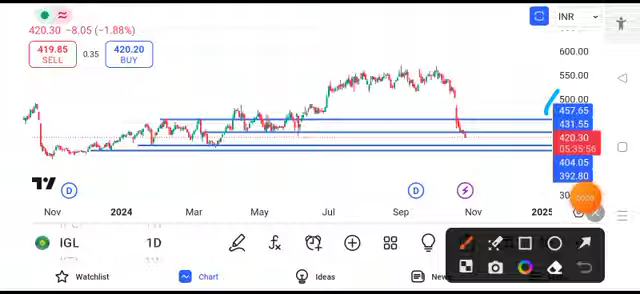 INR
420.30 −8.05 (−1.88%)
419.85
SELL
0.35
420.20
BUY
600.00
550.00
500.00
457.65
431.55
420.30
05:35:56
404.05
392.80
D
D
Nov
2024
Mar
May
Jul
Sep
Nov
2025
IGL
1D
Watchlist
Chart
Ideas